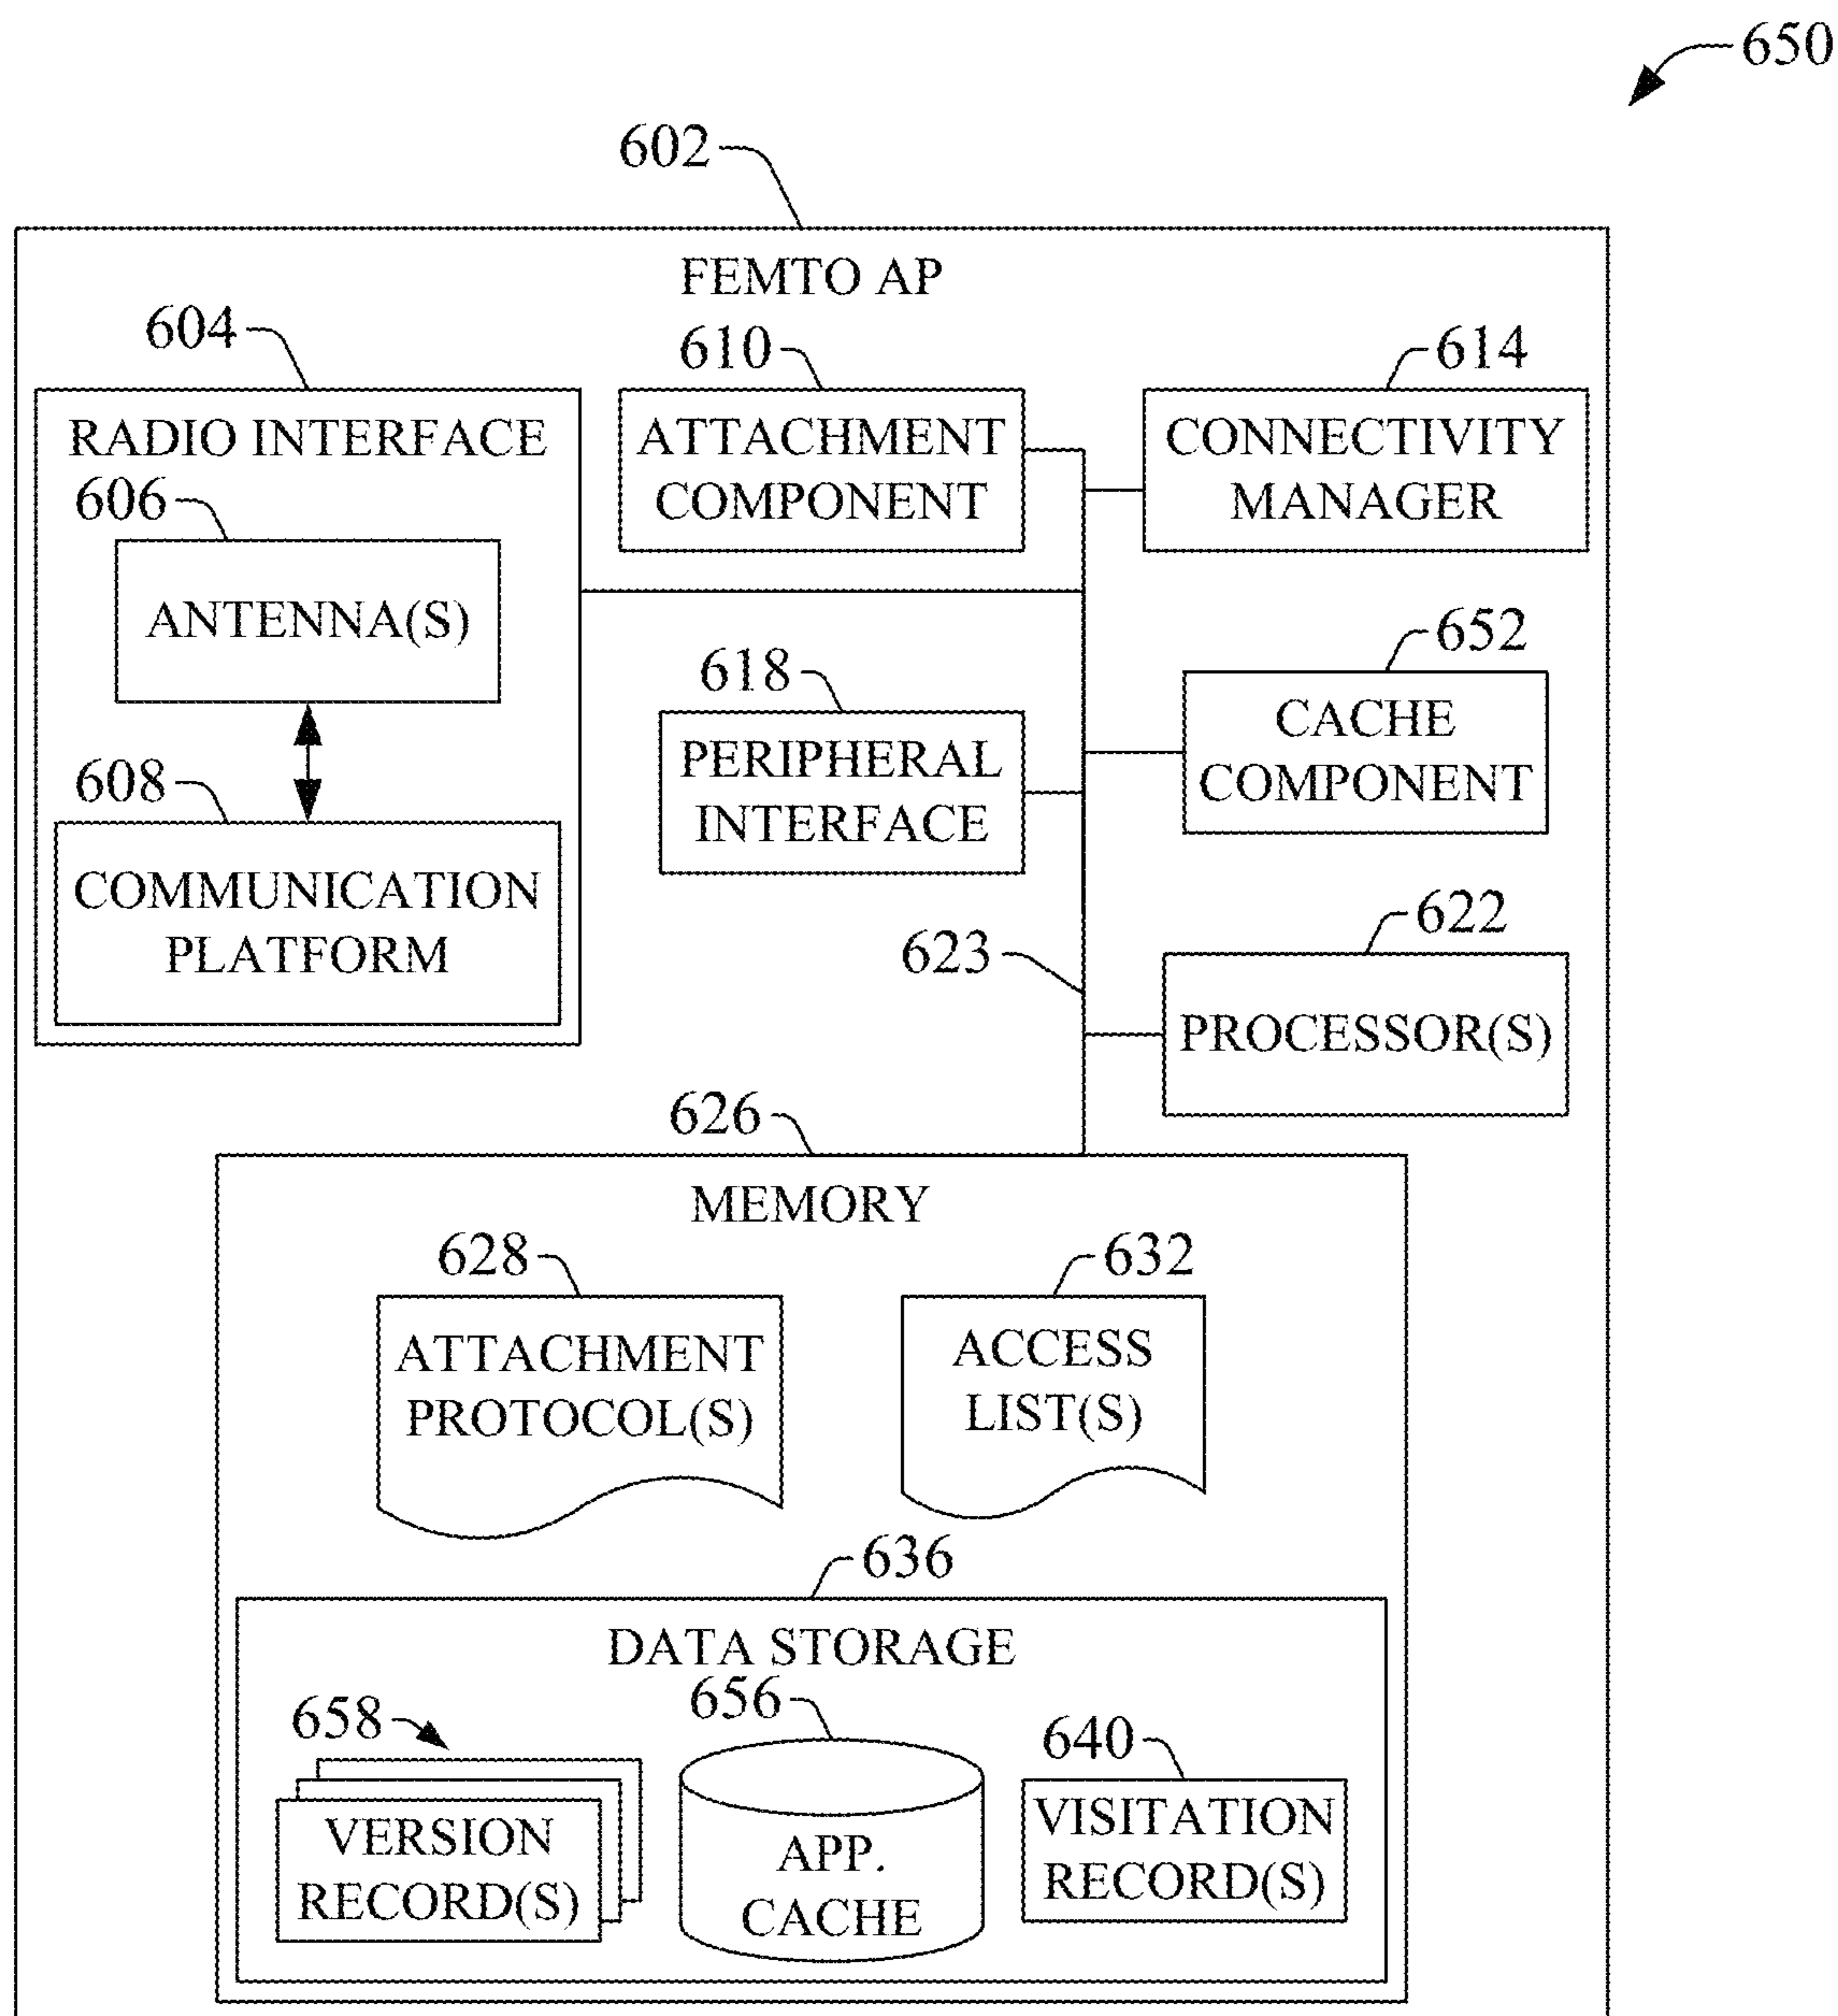 650
602
FEMTO AP
604
610
614
RADIO INTERFACE
ATTACHMENT
COMPONENT
CONNECTIVITY
MANAGER
606
ANTENNA(S)
652
618
CACHE
COMPONENT
PERIPHERAL
INTERFACE
608
COMMUNICATION
PLATFORM
622
623
PROCESSOR(S)
626
MEMORY
628
632
ATTACHMENT
PROTOCOL(S)
ACCESS
LIST(S)
636
DATA STORAGE
658
656
640
VERSION
RECORD(S)
APP.
CACHE
VISITATION
RECORD(S)